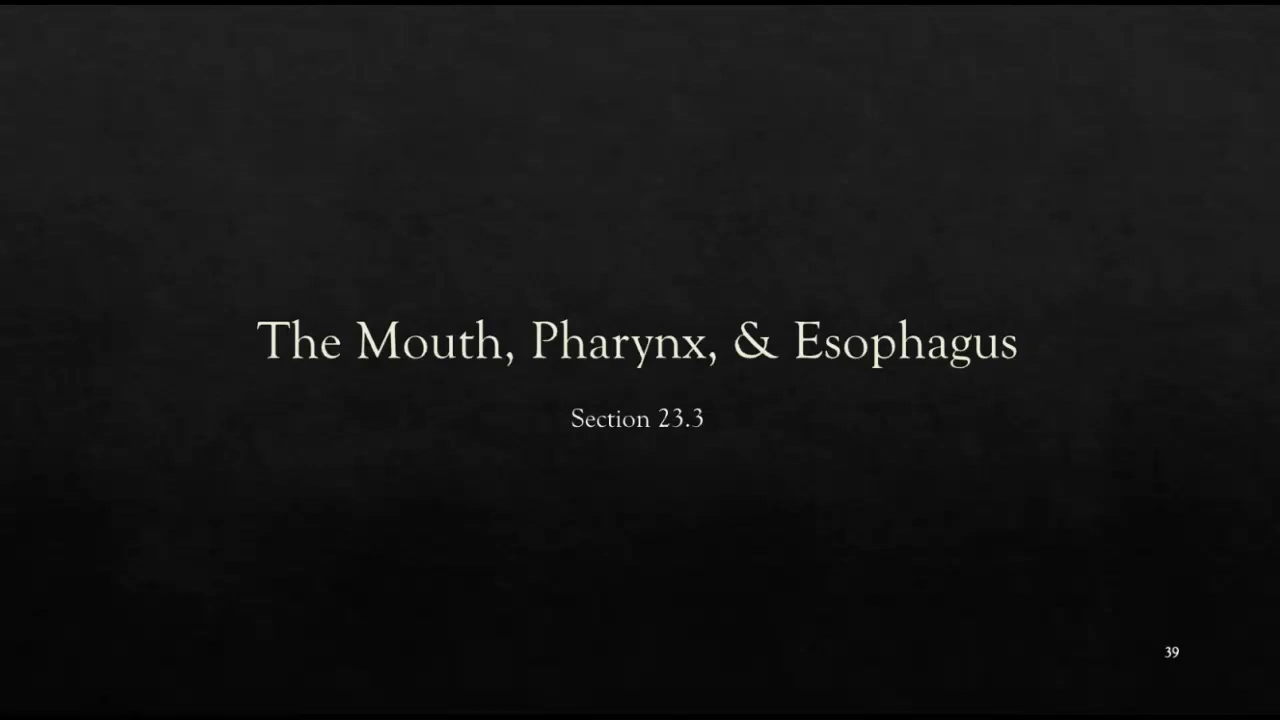 The Mouth, Pharynx, & Esophagus
Section 23.3
39